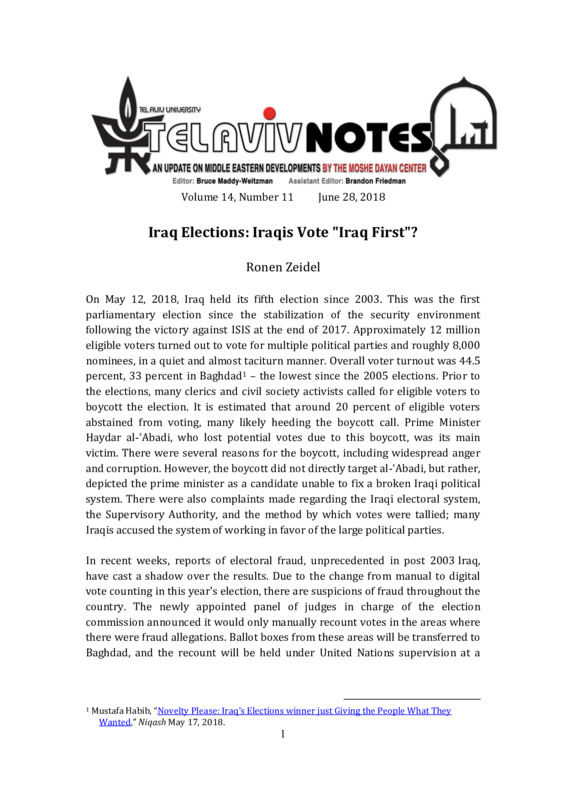 TEL AVIV UNIVERSITY
TEL AVIV NOTES
AN UPDATE ON MIDDLE EASTERN DEVELOPMENTS BY THE MOSHE DAYAN CENTER
Editor: Bruce Maddy-Weitzman Assistant Editor: Brandon Friedman
Volume 14, Number 11 June 28, 2018
Iraq Elections: Iraqis Vote "Iraq First"?
Ronen Zeidel
On May 12, 2018, Iraq held its fifth election since 2003. This was the first
parliamentary election since the stabilization of the security environment
following the victory against ISIS at the end of 2017. Approximately 12 million
eligible voters turned out to vote for multiple political parties and roughly 8,000
nominees, in a quiet and almost taciturn manner. Overall voter turnout was 44.5
percent, 33 percent in Baghdad¹ – the lowest since the 2005 elections. Prior to
the elections, many clerics and civil society activists called for eligible voters to
boycott the election. It is estimated that around 20 percent of eligible voters
abstained from voting, many likely heeding the boycott call. Prime Minister
Haydar al-'Abadi, who lost potential votes due to this boycott, was its main
victim. There were several reasons for the boycott, including widespread anger
and corruption. However, the boycott did not directly target al-'Abadi, but rather,
depicted the prime minister as a candidate unable to fix a broken Iraqi political
system. There were also complaints made regarding the Iraqi electoral system,
the Supervisory Authority, and the method by which votes were tallied; many
Iraqis accused the system of working in favor of the large political parties.
In recent weeks, reports of electoral fraud, unprecedented in post 2003 Iraq,
have cast a shadow over the results. Due to the change from manual to digital
vote counting in this year's election, there are suspicions of fraud throughout the
country. The newly appointed panel of judges in charge of the election
commission announced it would only manually recount votes in the areas where
there were fraud allegations. Ballot boxes from these areas will be transferred to
Baghdad, and the recount will be held under United Nations supervision at a
¹ Mustafa Habib, "Novelty Please: Iraq's Elections winner just Giving the People What They
Wanted," Niqash May 17, 2018.
1